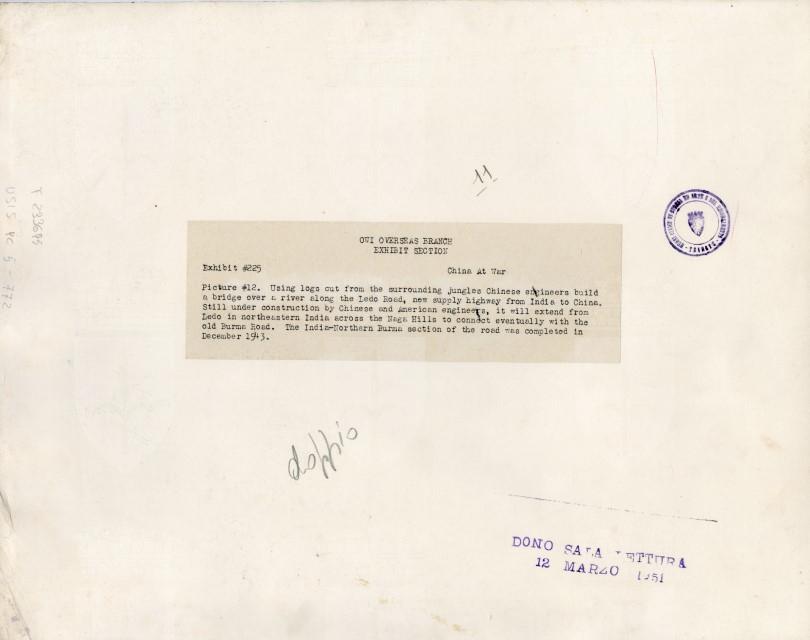 11
OWI OVERSEAS BRANCH
EXHIBIT SECTION
Exhibit #225 China At War
Picture #12. Using logs cut from the surrounding jungles Chinese engineers build
a bridge over a river along the Ledo Road, new supply highway from India to China.
Still under construction by Chinese and American engineers, it will extend from
Ledo in northeastern India across the Naga Hills to connect eventually with the
old Burma Road. The India-Northern Burma section of the road was completed in
December 1943.
doppio
DONO SALA LETTURA
12 MARZO 1951
T 233695